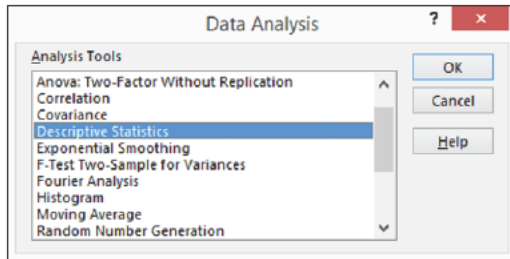 Data Analysis
?
×
Analysis Tools
Anova: Two-Factor Without Replication
Correlation
Covariance
Descriptive Statistics
Exponential Smoothing
F-Test Two-Sample for Variances
Fourier Analysis
Histogram
Moving Average
Random Number Generation
OK
Cancel
Help